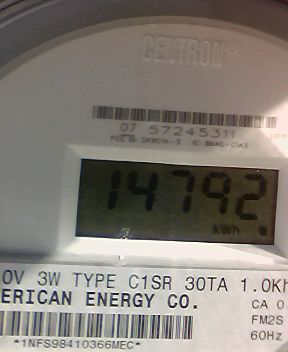 CENTRON®
07 57245311
14792
kWh
0V 3W TYPE C1SR 30TA 1.0Kh
ERICAN ENERGY CO.
CA 0
FM2S
60Hz
*1NFS98410366MEC*